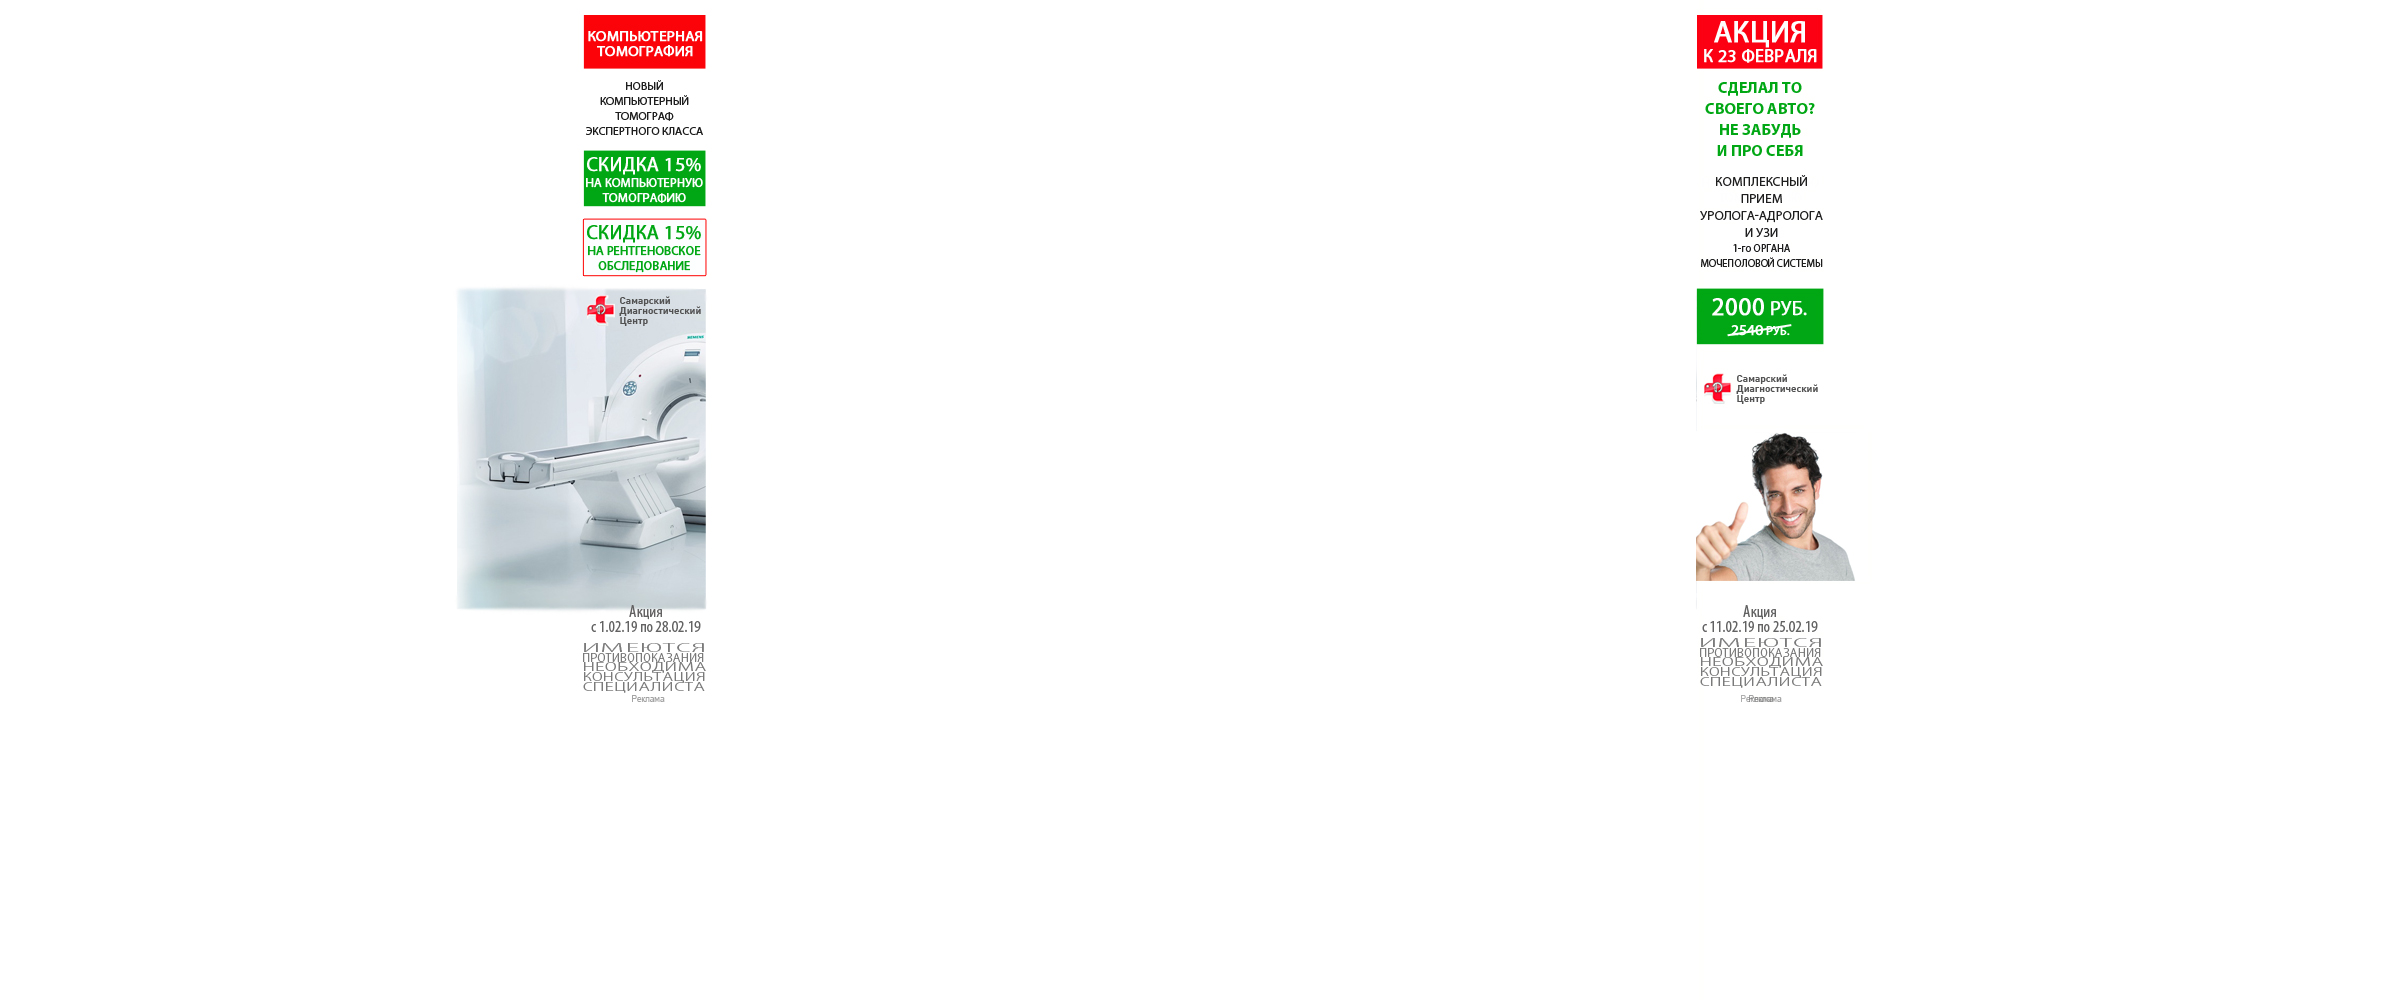 КОМПЬЮТЕРНАЯ
ТОМОГРАФИЯ
НОВЫЙ
КОМПЬЮТЕРНЫЙ
ТОМОГРАФ
ЭКСПЕРТНОГО КЛАССА
СКИДКА 15%
НА КОМПЬЮТЕРНУЮ
ТОМОГРАФИЮ
СКИДКА 15%
НА РЕНТГЕНОВСКОЕ
ОБСЛЕДОВАНИЕ
Самарский
Диагностический
Центр
SIEMENS
Акция
с 1.02.19 по 28.02.19
ИМЕЮТСЯ
ПРОТИВОПОКАЗАНИЯ
НЕОБХОДИМА
КОНСУЛЬТАЦИЯ
СПЕЦИАЛИСТА
Реклама
АКЦИЯ
К 23 ФЕВРАЛЯ
СДЕЛАЛ ТО
СВОЕГО АВТО?
НЕ ЗАБУДЬ
И ПРО СЕБЯ
КОМПЛЕКСНЫЙ
ПРИЕМ
УРОЛОГА-АДРОЛОГА
И УЗИ
1-го ОРГАНА
МОЧЕПОЛОВОЙ СИСТЕМЫ
2000 РУБ.
2540 РУБ.
Самарский
Диагностический
Центр
Акция
с 11.02.19 по 25.02.19
ИМЕЮТСЯ
ПРОТИВОПОКАЗАНИЯ
НЕОБХОДИМА
КОНСУЛЬТАЦИЯ
СПЕЦИАЛИСТА
Реклама